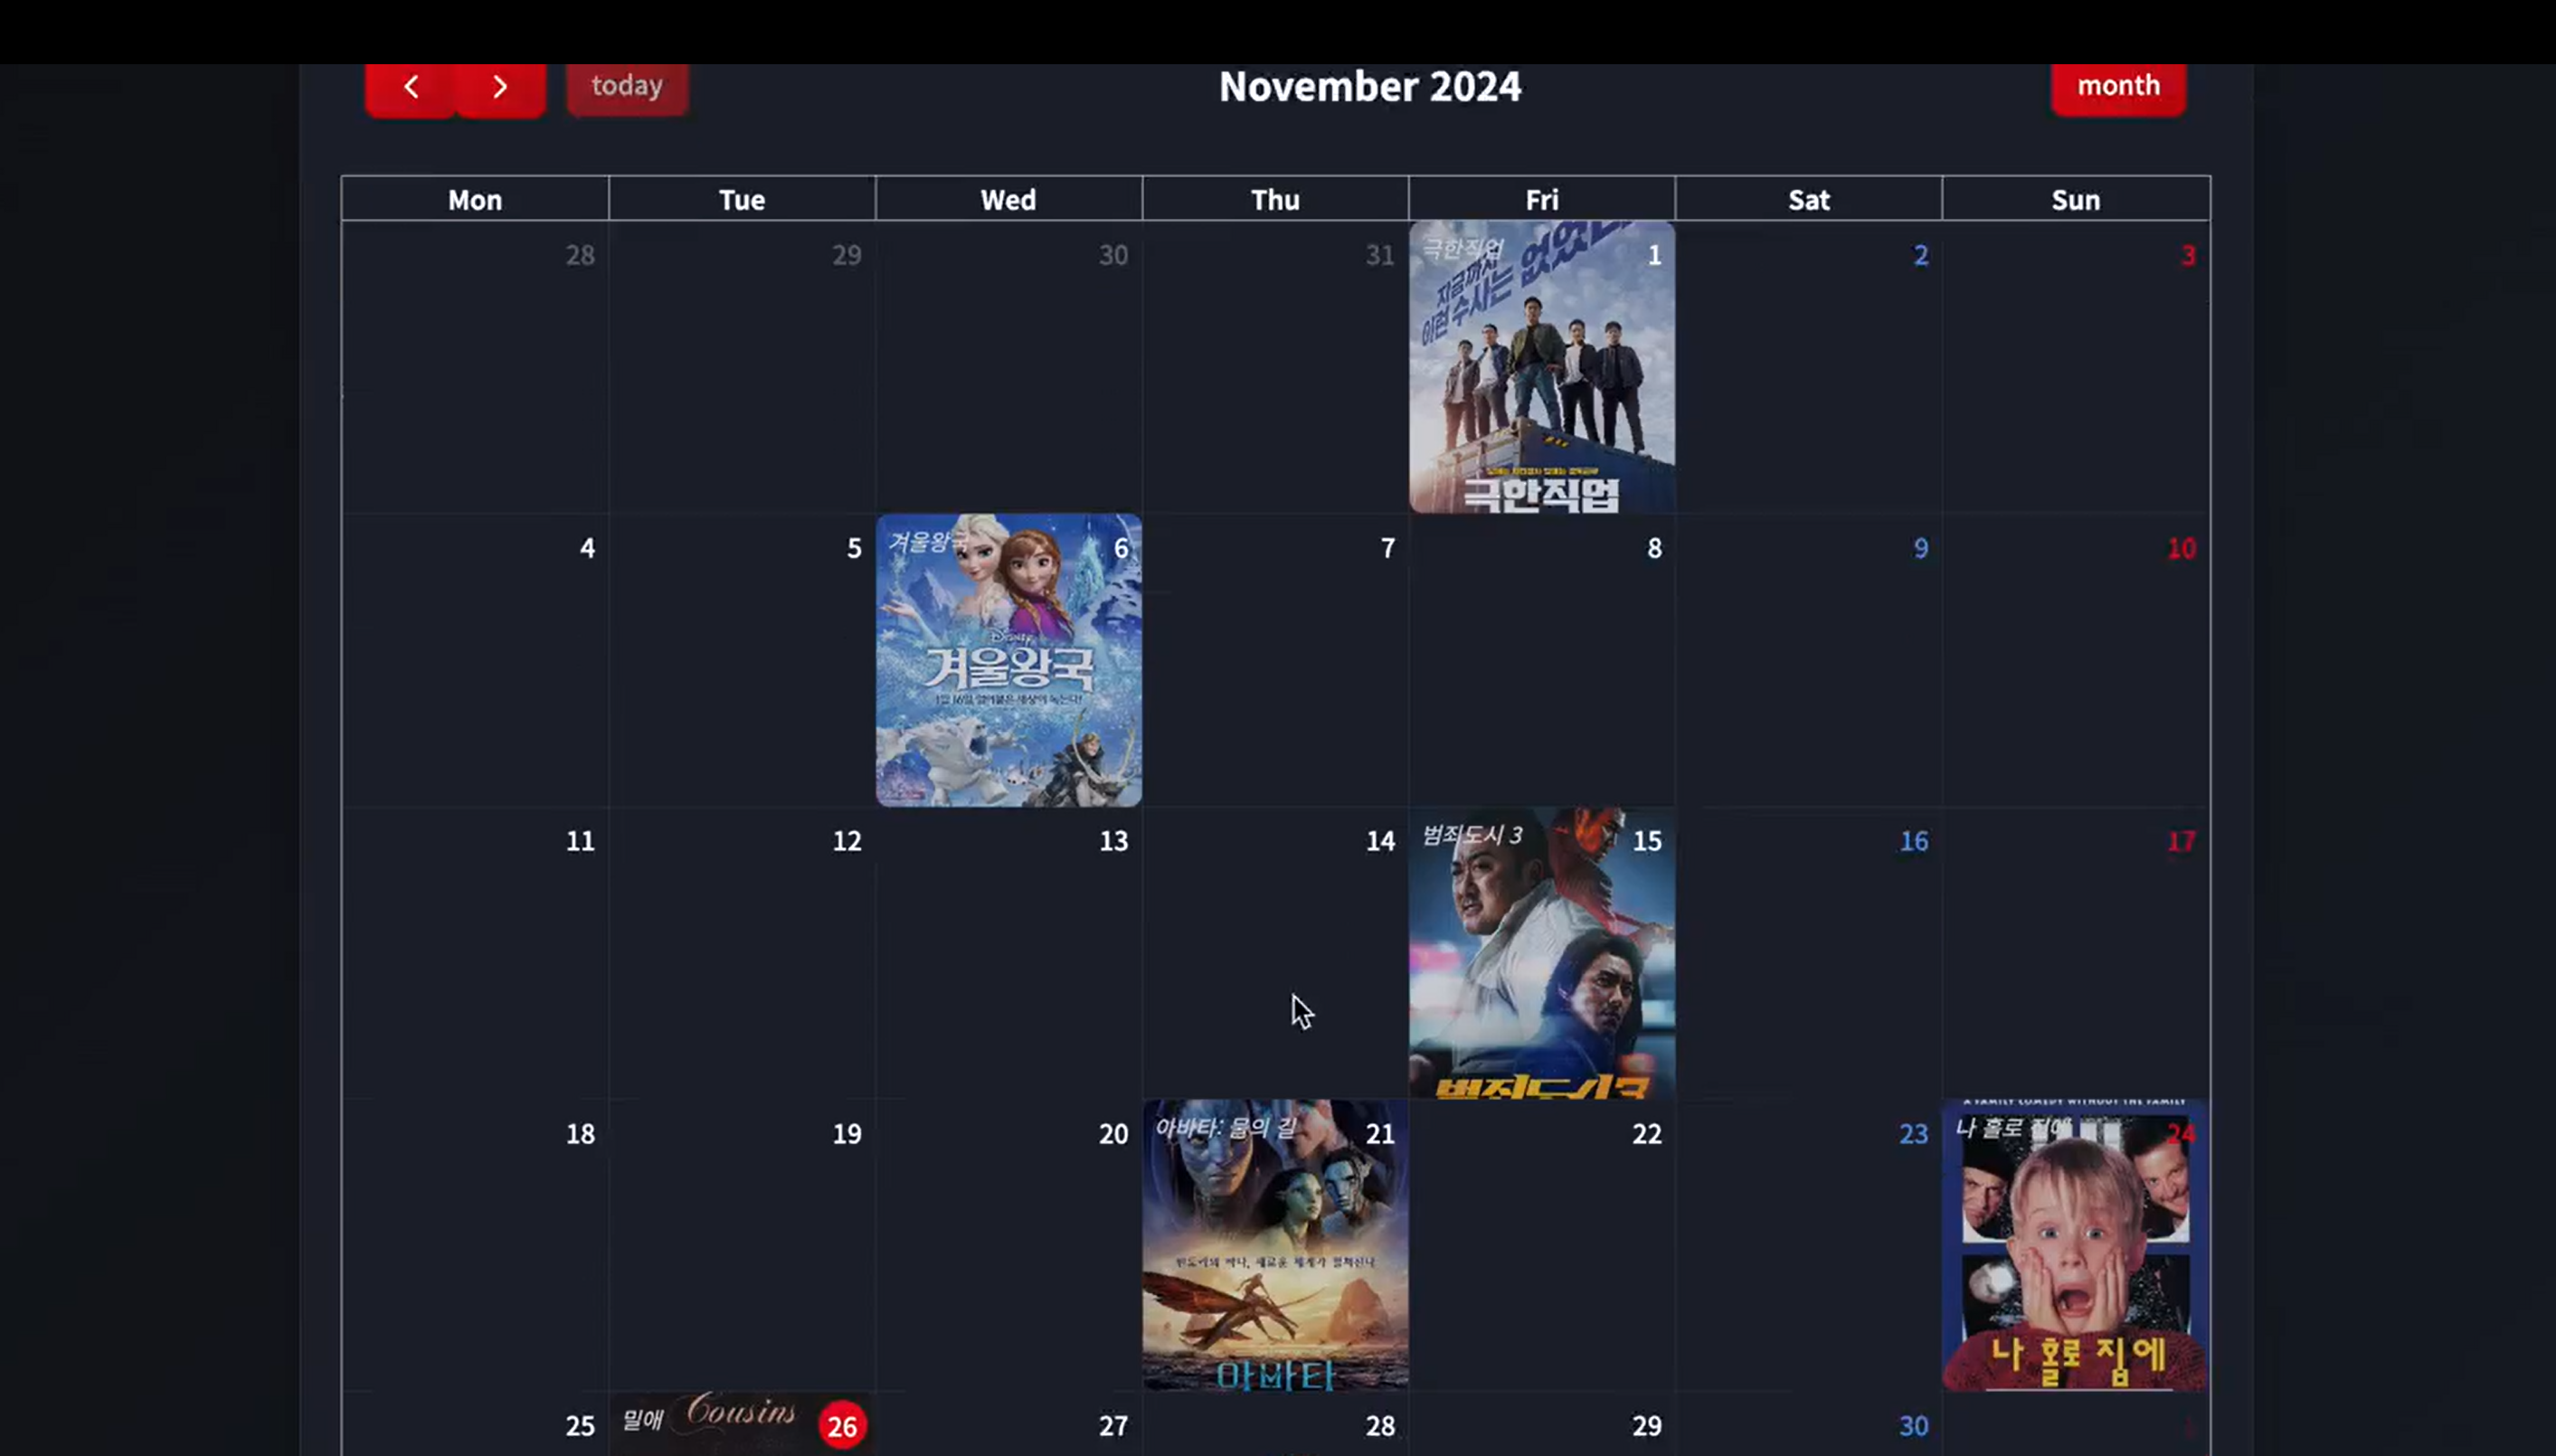 today
November 2024
month
Mon Tue Wed Thu Fri Sat Sun
28 29 30 31 1 2 3
극한직업
지금까지
이런 수사는 없었다
극한직업
4 5 6 7 8 9 10
겨울왕국
Disney
겨울왕국
11 12 13 14 15 16 17
범죄도시 3
범죄도시3
18 19 20 21 22 23 24
아바타: 물의 길
아바타
A FAMILY COMEDY WITHOUT THE FAMILY
나 홀로 집에
나 홀로 집에
25 26 27 28 29 30
밀애
Cousins